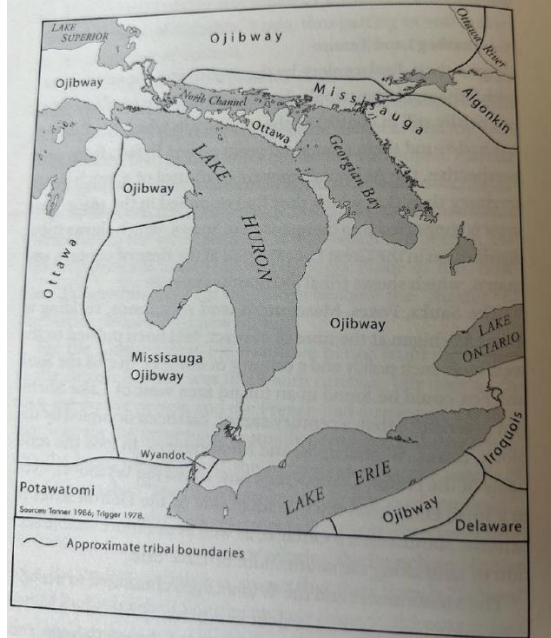 LAKE
SUPERIOR
Ojibway
Ottawa River
Ojibway
North Channel
Mississauga
Algonkin
Ottawa
LAKE
HURON
Georgian Bay
Ojibway
Ottawa
Ojibway
LAKE
ONTARIO
Missisauga
Ojibway
Wyandot
Iroquois
LAKE ERIE
Potawatomi
Ojibway
Delaware
Sources: Tanner 1986; Trigger 1978.
Approximate tribal boundaries